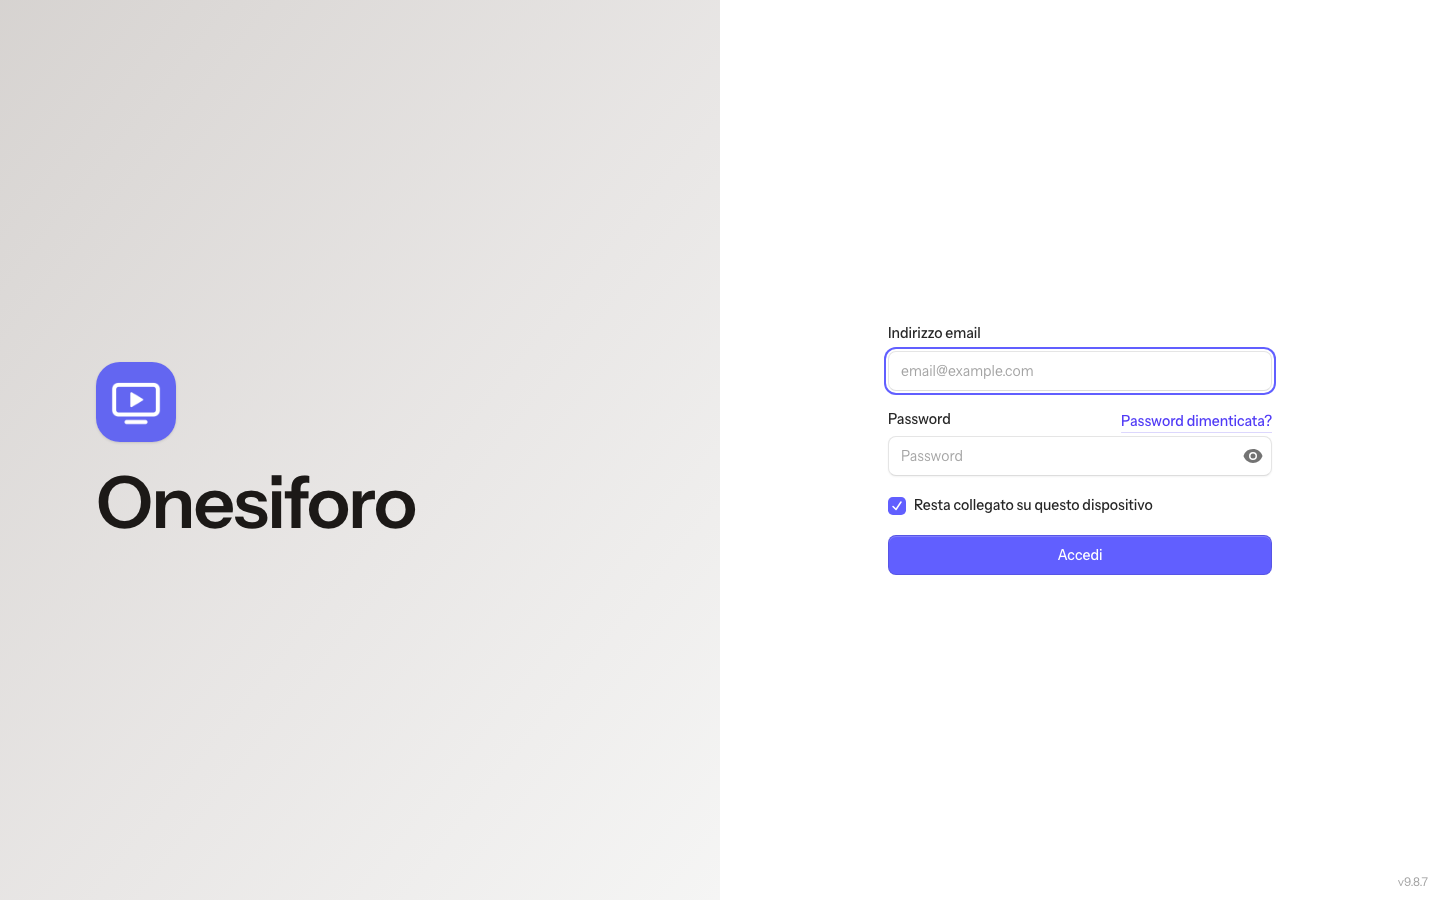 Onesiforo
Indirizzo email
email@example.com
Password
Password dimenticata?
Password
Resta collegato su questo dispositivo
Accedi
v9.8.7